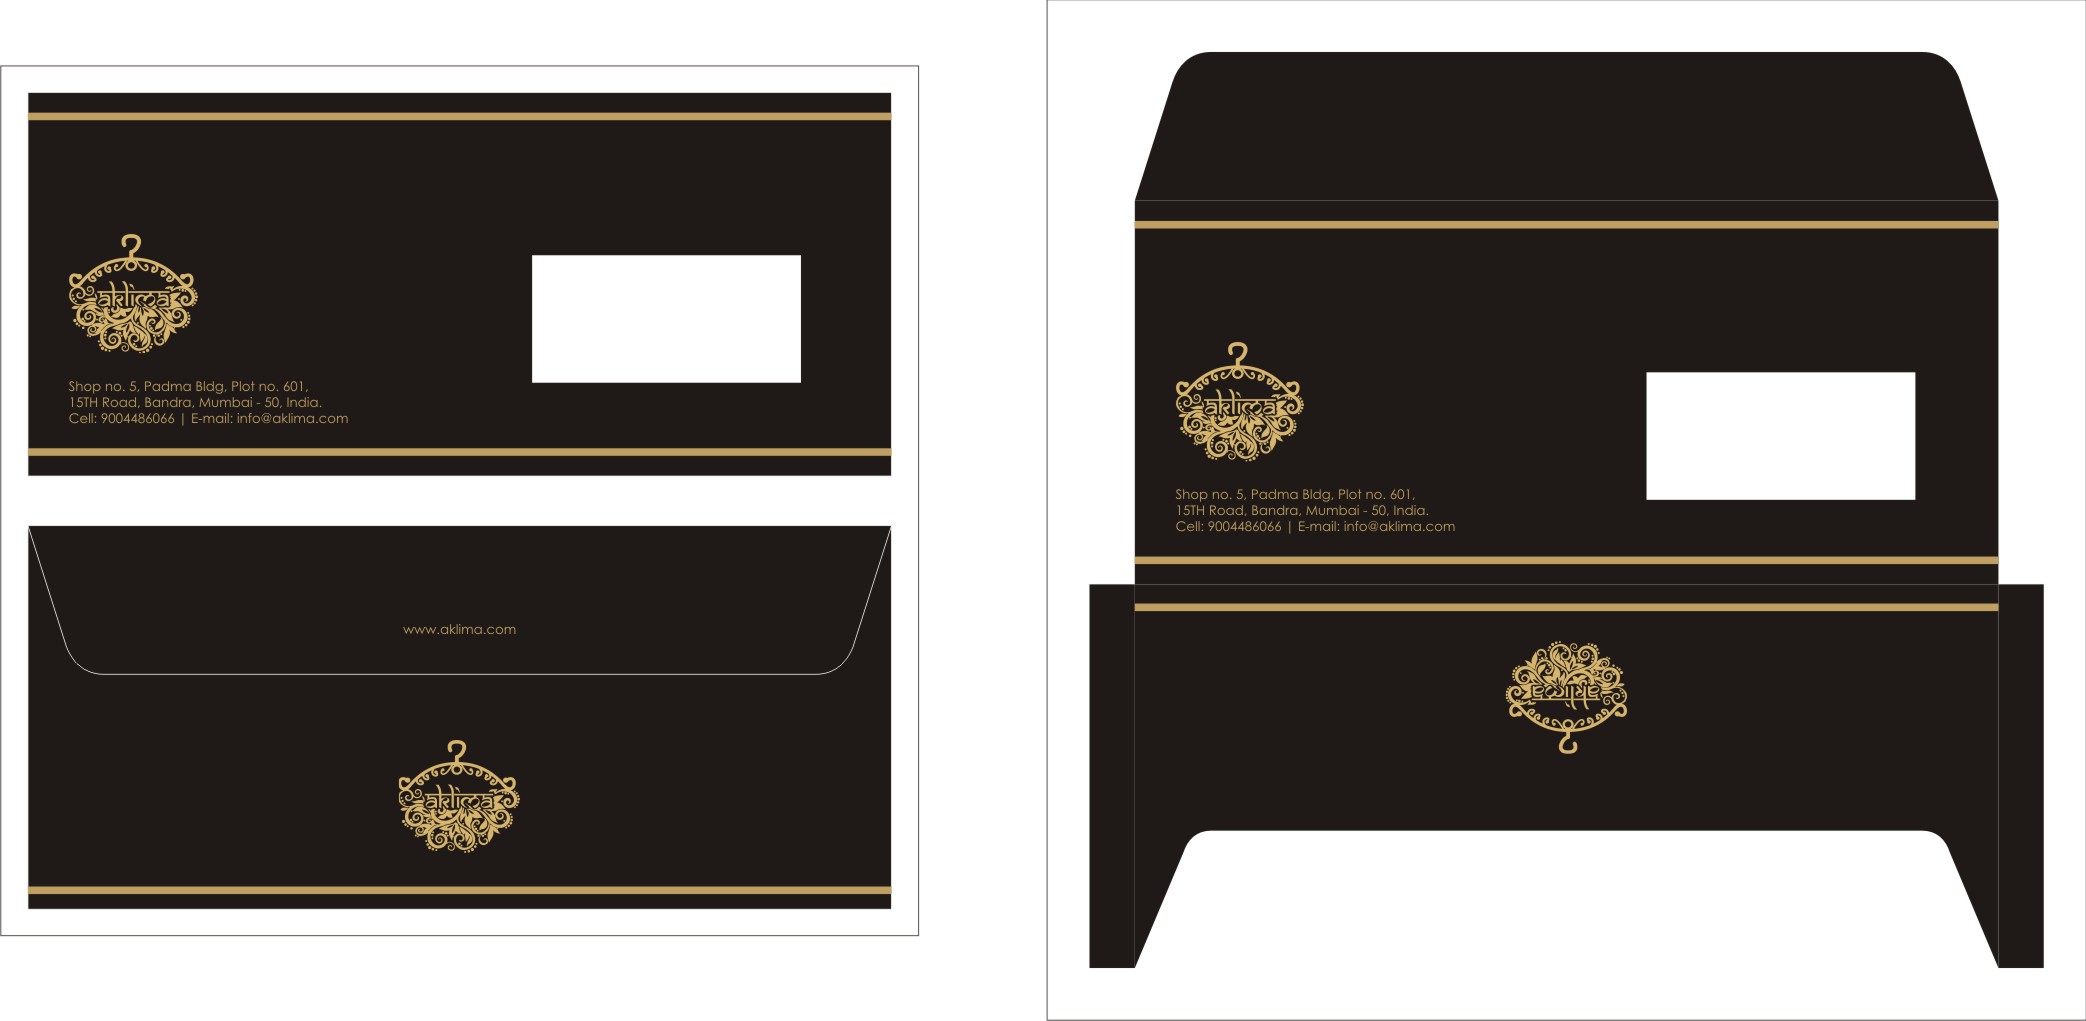 aklima
Shop no. 5, Padma Bldg, Plot no. 601,
15TH Road, Bandra, Mumbai - 50, India.
Cell: 9004486066 | E-mail: info@aklima.com
www.aklima.com
aklima
aklima
Shop no. 5, Padma Bldg, Plot no. 601,
15TH Road, Bandra, Mumbai - 50, India.
Cell: 9004486066 | E-mail: info@aklima.com
aklima